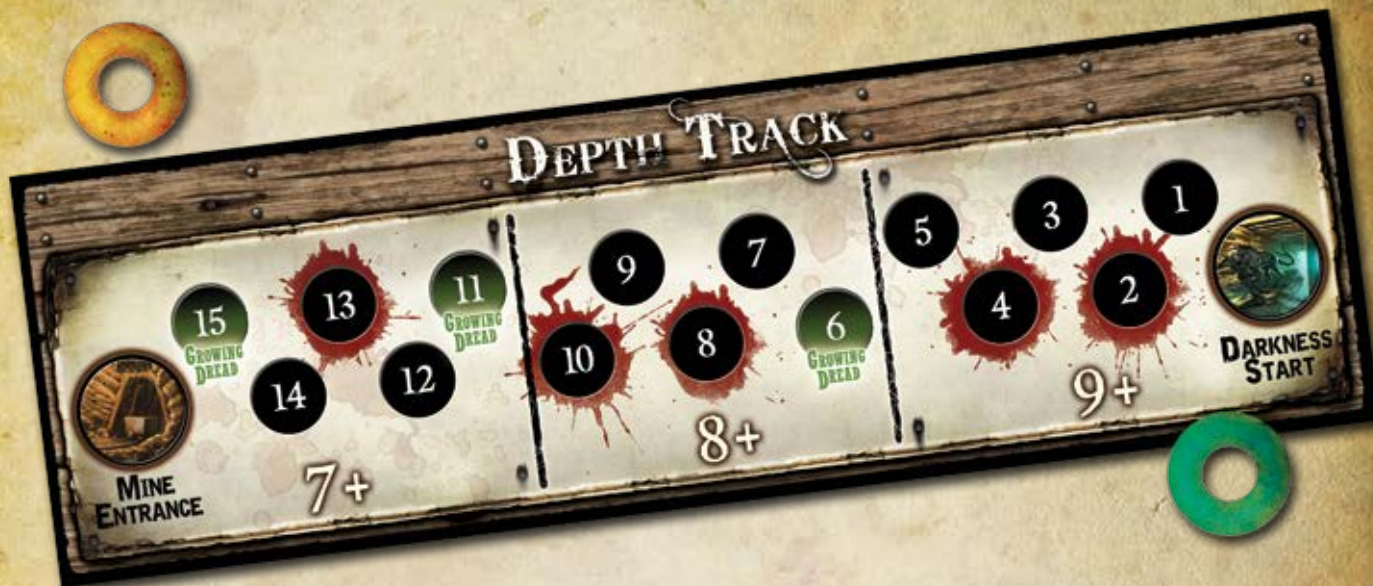 DEPTH TRACK
15
GROWING
DREAD
13
11
GROWING
DREAD
14
12
MINE
ENTRANCE
7+
9
7
10
8
6
GROWING
DREAD
8+
5
3
1
4
2
DARKNESS
START
9+